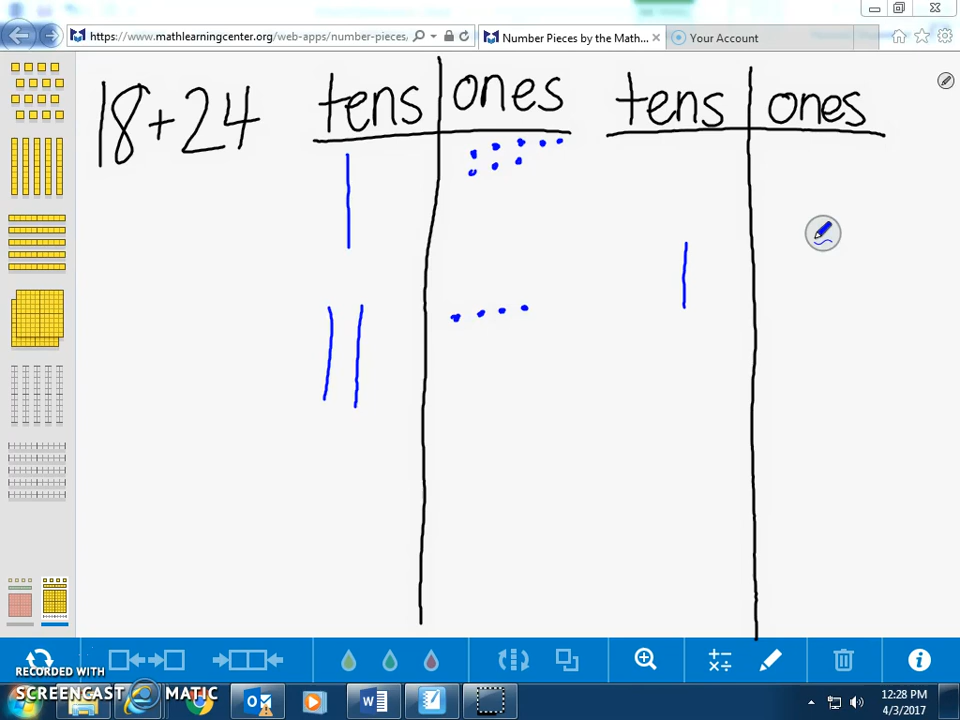 https://www.mathlearningcenter.org/web-apps/number-pieces/
Number Pieces by the Math...
Your Account
18+24
tens ones tens ones
RECORDED WITH
SCREENCAST MATIC
12:28 PM
4/3/2017